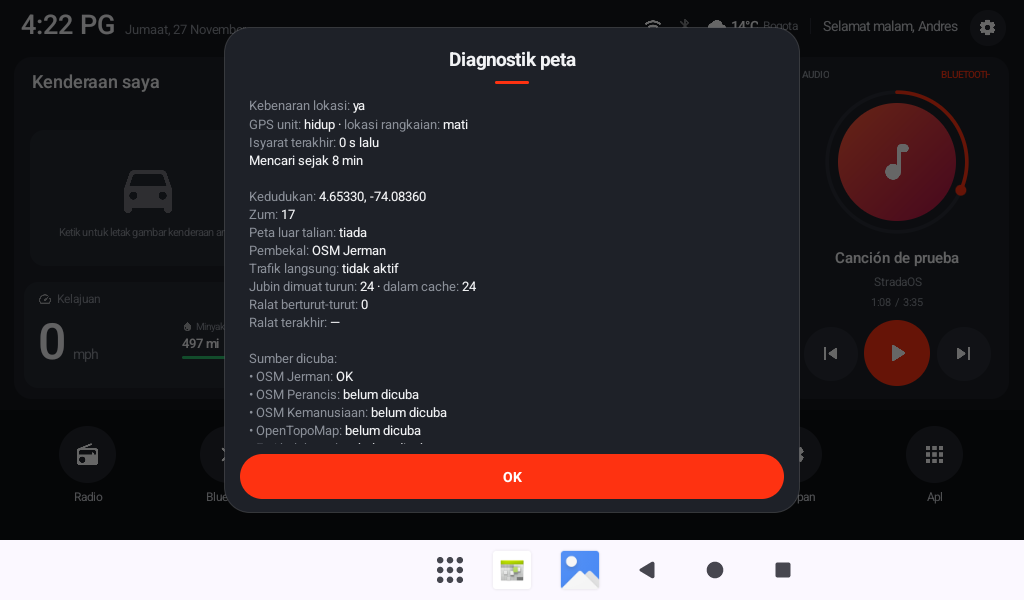 4:22 PG
Jumaat, 27 November
14°C Bogota
Selamat malam, Andres
Kenderaan saya
Diagnostik peta
AUDIO
BLUETOOTH
Kebenaran lokasi: ya
GPS unit: hidup · lokasi rangkaian: mati
Isyarat terakhir: 0 s lalu
Mencari sejak 8 min
Kedudukan: 4.65330, -74.08360
Zum: 17
Peta luar talian: tiada
Pembekal: OSM Jerman
Trafik langsung: tidak aktif
Jubin dimuat turun: 24 · dalam cache: 24
Ralat berturut-turut: 0
Ralat terakhir: —
Sumber dicuba:
• OSM Jerman: OK
• OSM Perancis: belum dicuba
• OSM Kemanusiaan: belum dicuba
• OpenTopoMap: belum dicuba
OK
Ketik untuk letak gambar kenderaan
Kelajuan
0 mph
Minyak
497 mi
Canción de prueba
StradaOS
1:08 / 3:35
Radio
Blue
pan
Apl